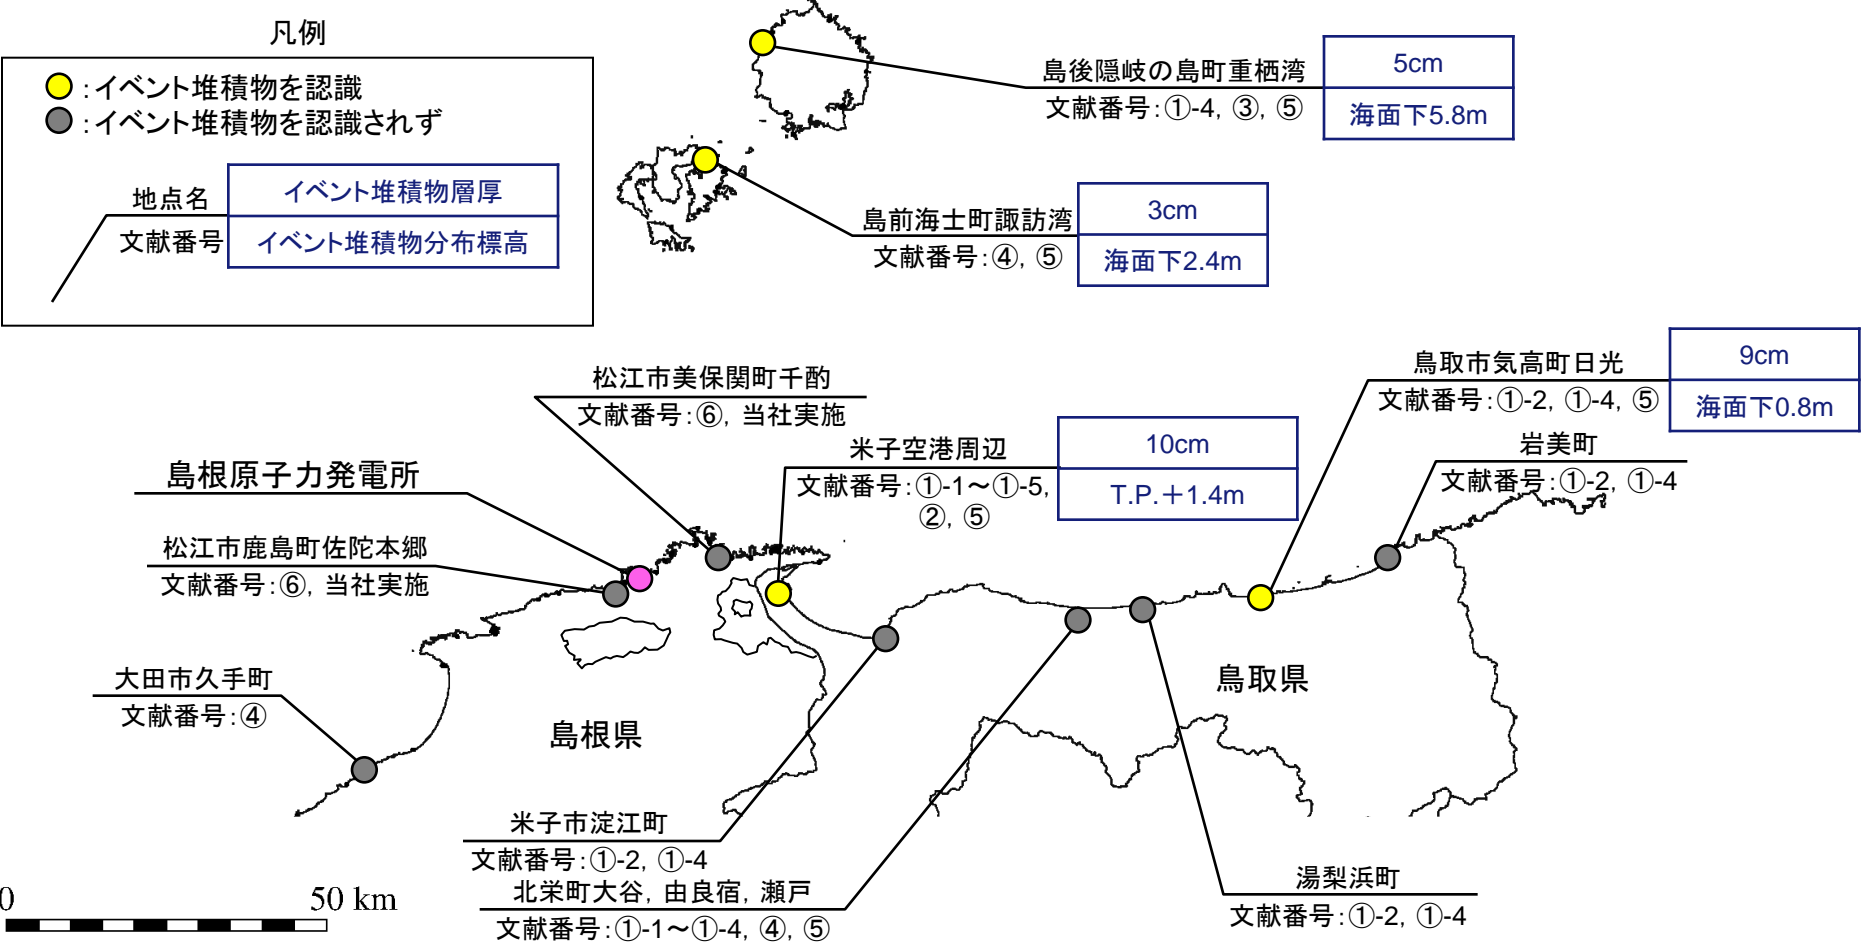 凡例
：イベント堆積物を認識
：イベント堆積物を認識されず
地点名
文献番号
イベント堆積物層厚
イベント堆積物分布標高
島後隠岐の島町重栖湾
文献番号：①-4, ③, ⑤
5cm
海面下5.8m
島前海士町諏訪湾
文献番号：④, ⑤
3cm
海面下2.4m
鳥取市気高町日光
文献番号：①-2, ①-4, ⑤
9cm
海面下0.8m
松江市美保関町千酌
文献番号：⑥, 当社実施
米子空港周辺
文献番号：①-1～①-5,
②, ⑤
10cm
T.P.＋1.4m
岩美町
文献番号：①-2, ①-4
島根原子力発電所
松江市鹿島町佐陀本郷
文献番号：⑥, 当社実施
大田市久手町
文献番号：④
島根県
鳥取県
米子市淀江町
文献番号：①-2, ①-4
北栄町大谷, 由良宿, 瀬戸
文献番号：①-1～①-4, ④, ⑤
湯梨浜町
文献番号：①-2, ①-4
0
50 km